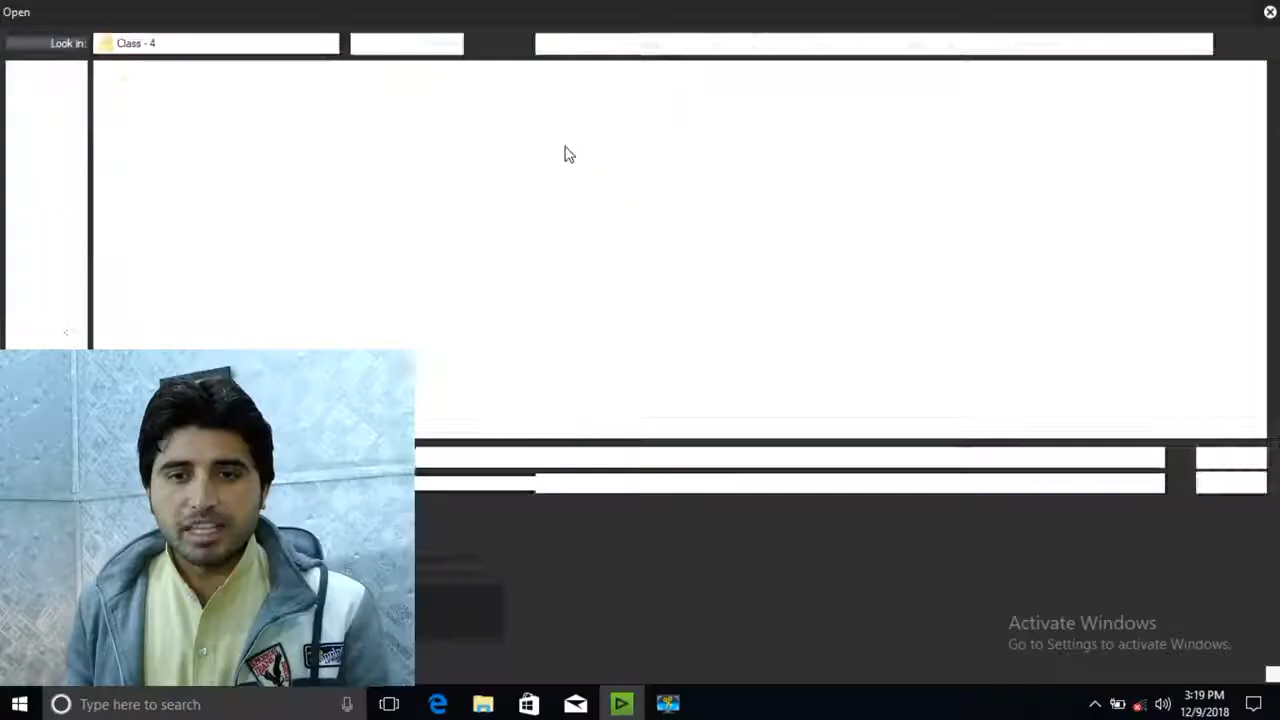 Open
Look in:
Class - 4
Activate Windows
Go to Settings to activate Windows.
Type here to search
3:19 PM
12/9/2018